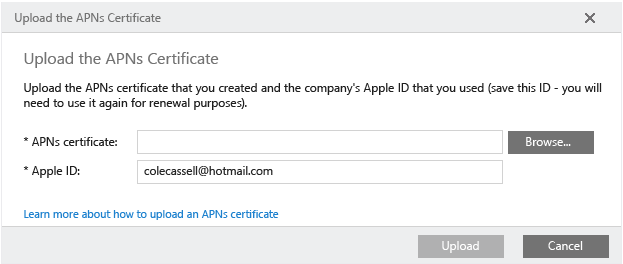 Upload the APNs Certificate
Upload the APNs Certificate
Upload the APNs certificate that you created and the company's Apple ID that you used (save this ID - you will
need to use it again for renewal purposes).
* APNs certificate:
Browse...
* Apple ID:
colecassell@hotmail.com
Learn more about how to upload an APNs certificate
Upload
Cancel